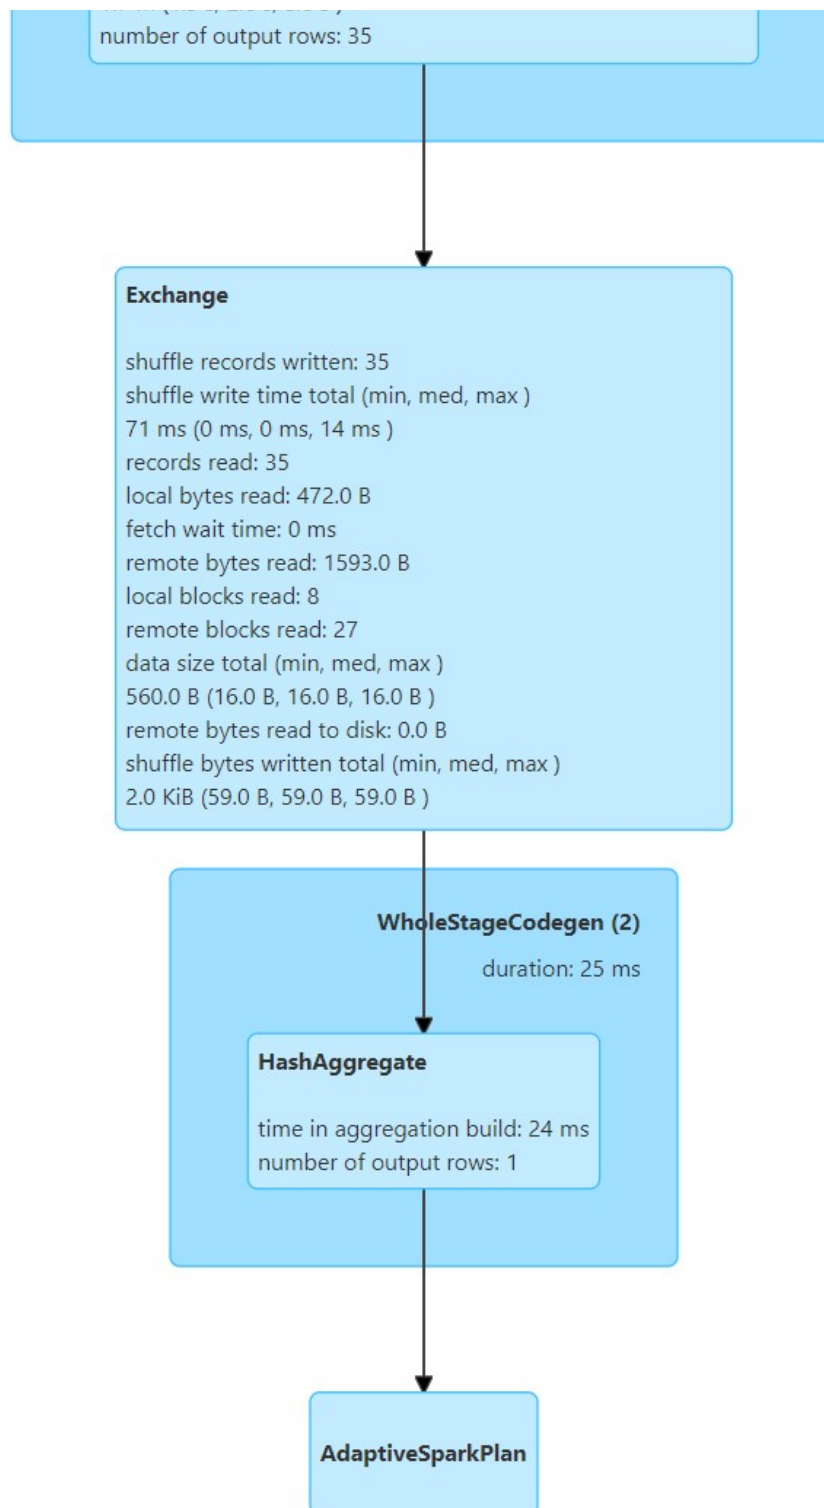 number of output rows: 35
Exchange
shuffle records written: 35
shuffle write time total (min, med, max )
71 ms (0 ms, 0 ms, 14 ms )
records read: 35
local bytes read: 472.0 B
fetch wait time: 0 ms
remote bytes read: 1593.0 B
local blocks read: 8
remote blocks read: 27
data size total (min, med, max )
560.0 B (16.0 B, 16.0 B, 16.0 B )
remote bytes read to disk: 0.0 B
shuffle bytes written total (min, med, max )
2.0 KiB (59.0 B, 59.0 B, 59.0 B )
WholeStageCodegen (2)
duration: 25 ms
HashAggregate
time in aggregation build: 24 ms
number of output rows: 1
AdaptiveSparkPlan